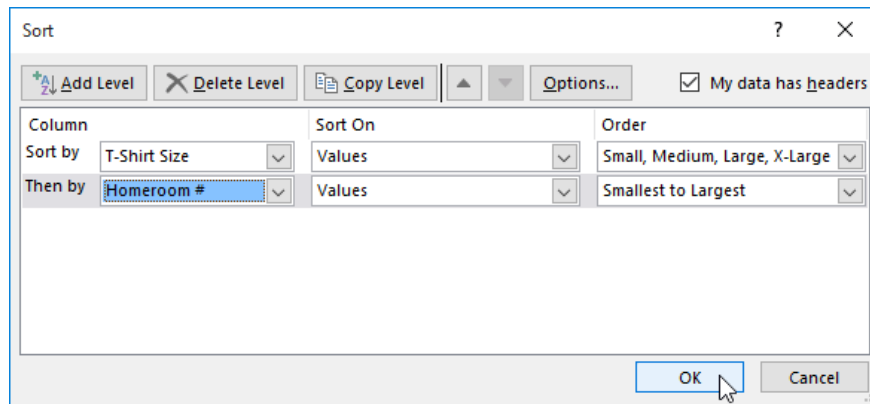 Sort ?
Add Level Delete Level Copy Level Options... My data has headers
Column Sort On Order
Sort by T-Shirt Size Values Small, Medium, Large, X-Large
Then by Homeroom # Values Smallest to Largest
OK Cancel